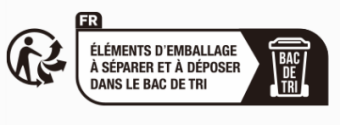 FR
ÉLÉMENTS D'EMBALLAGE
À SÉPARER ET À DÉPOSER
DANS LE BAC DE TRI
BAC
DE
TRI